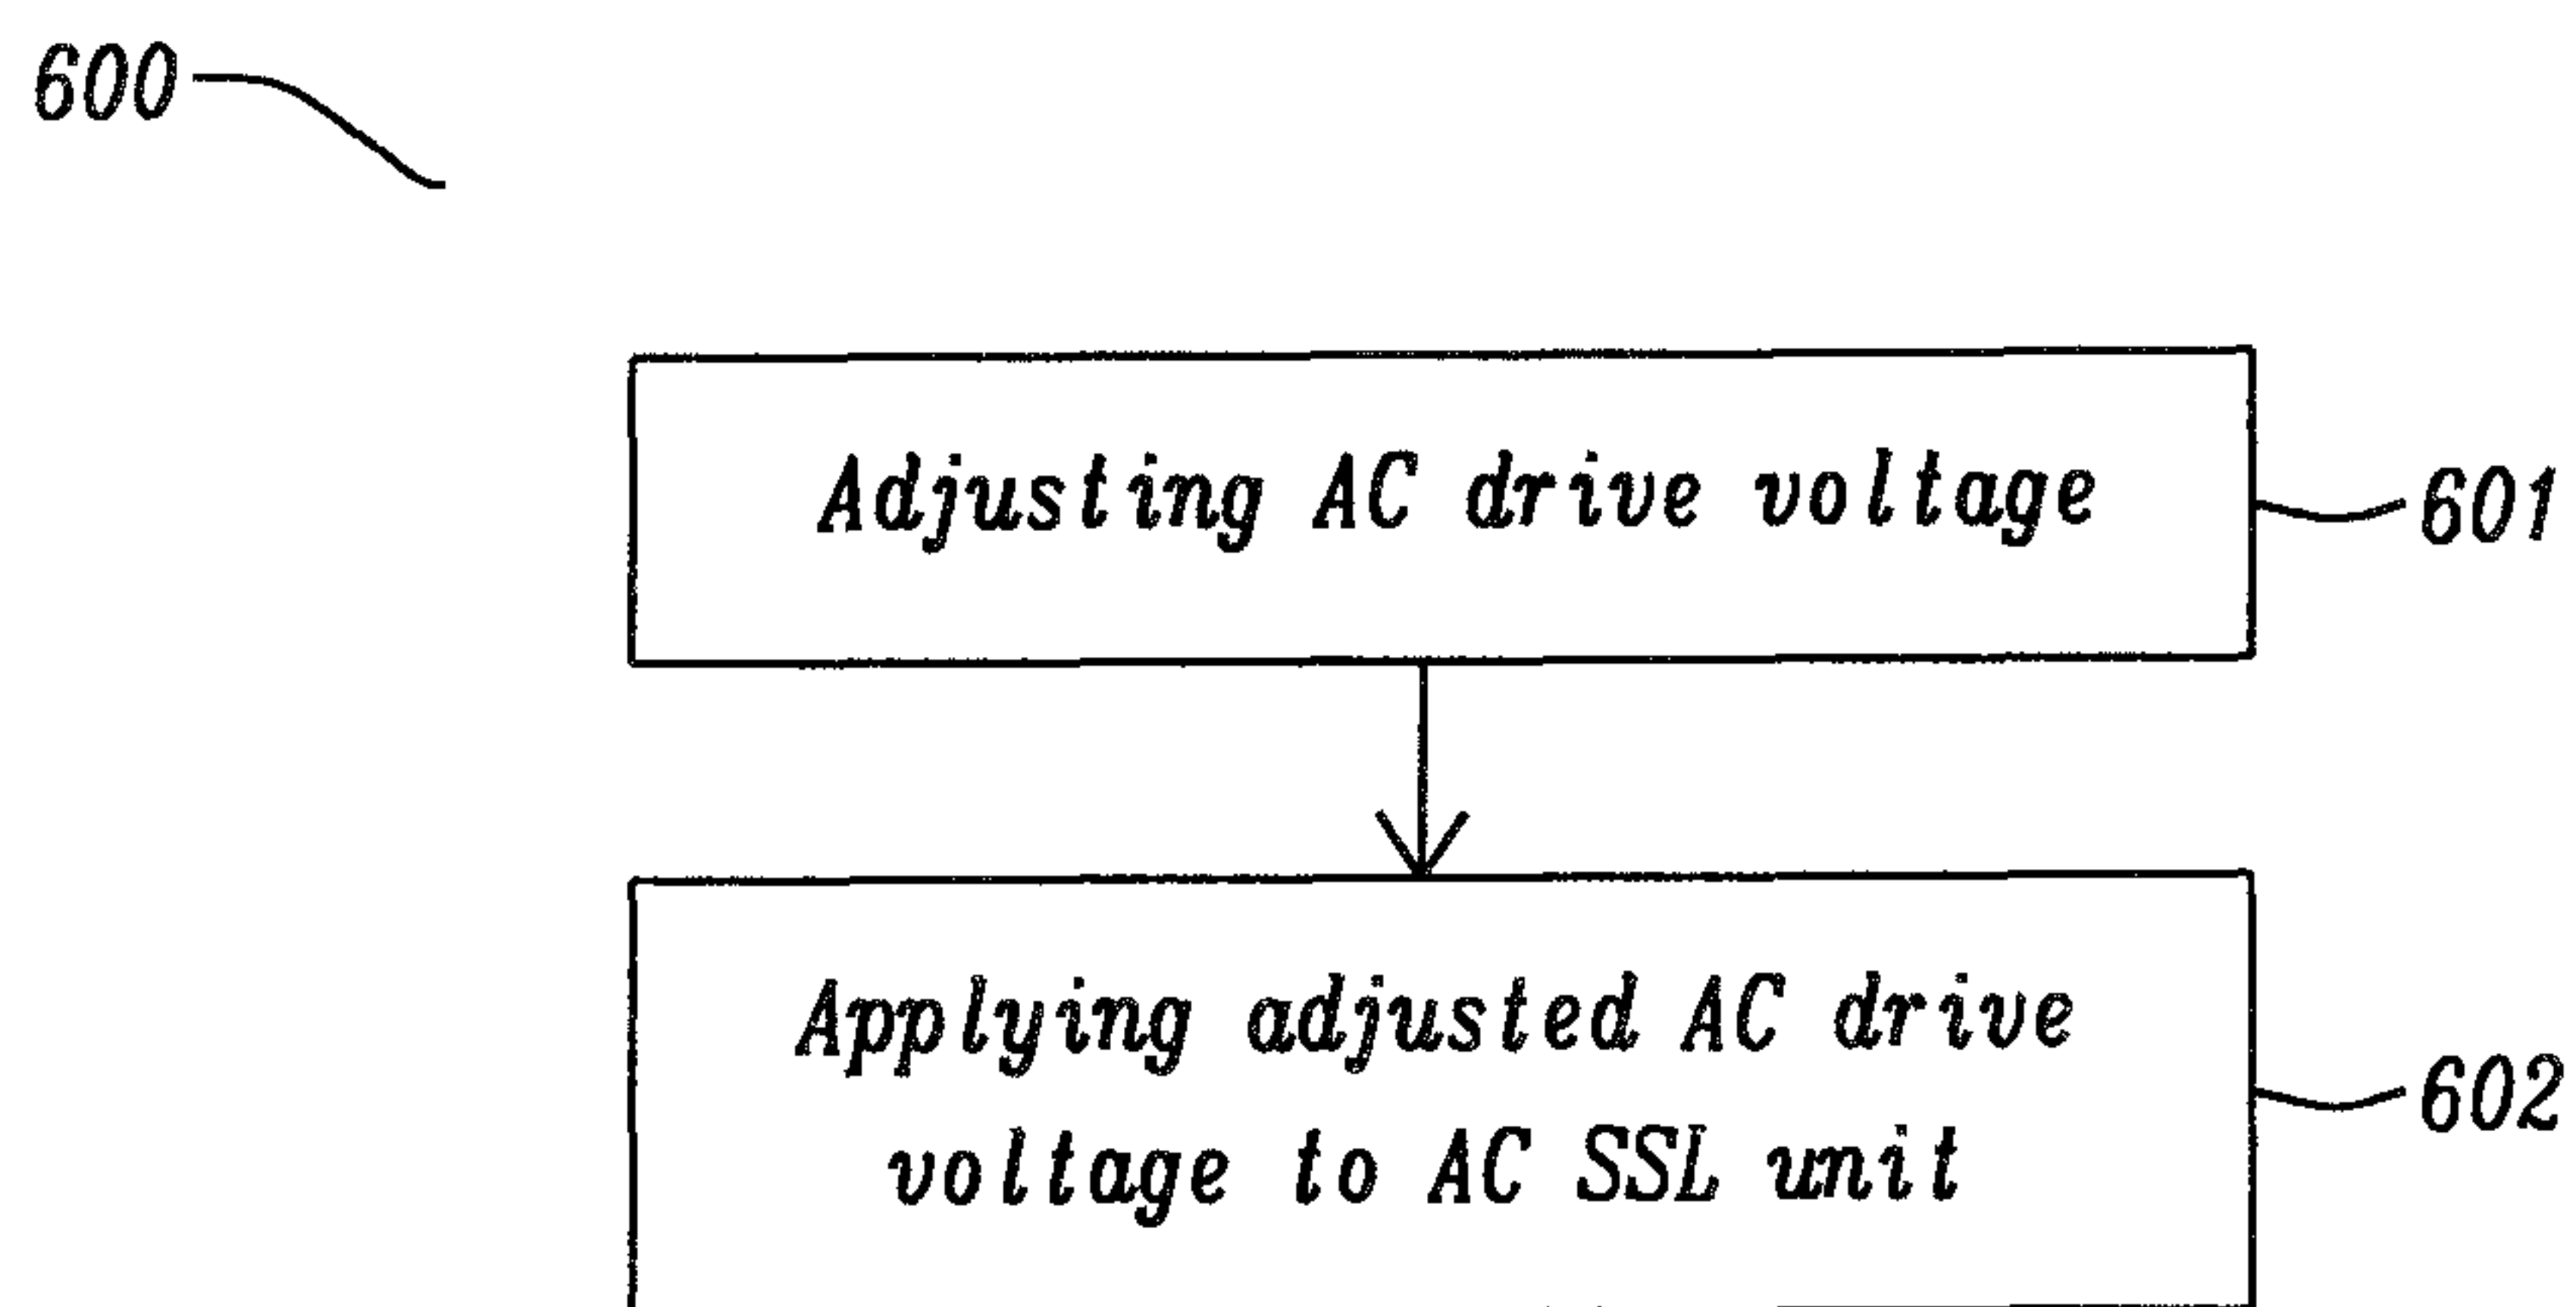 600
Adjusting AC drive voltage
601
Applying adjusted AC drive
voltage to AC SSL unit
602